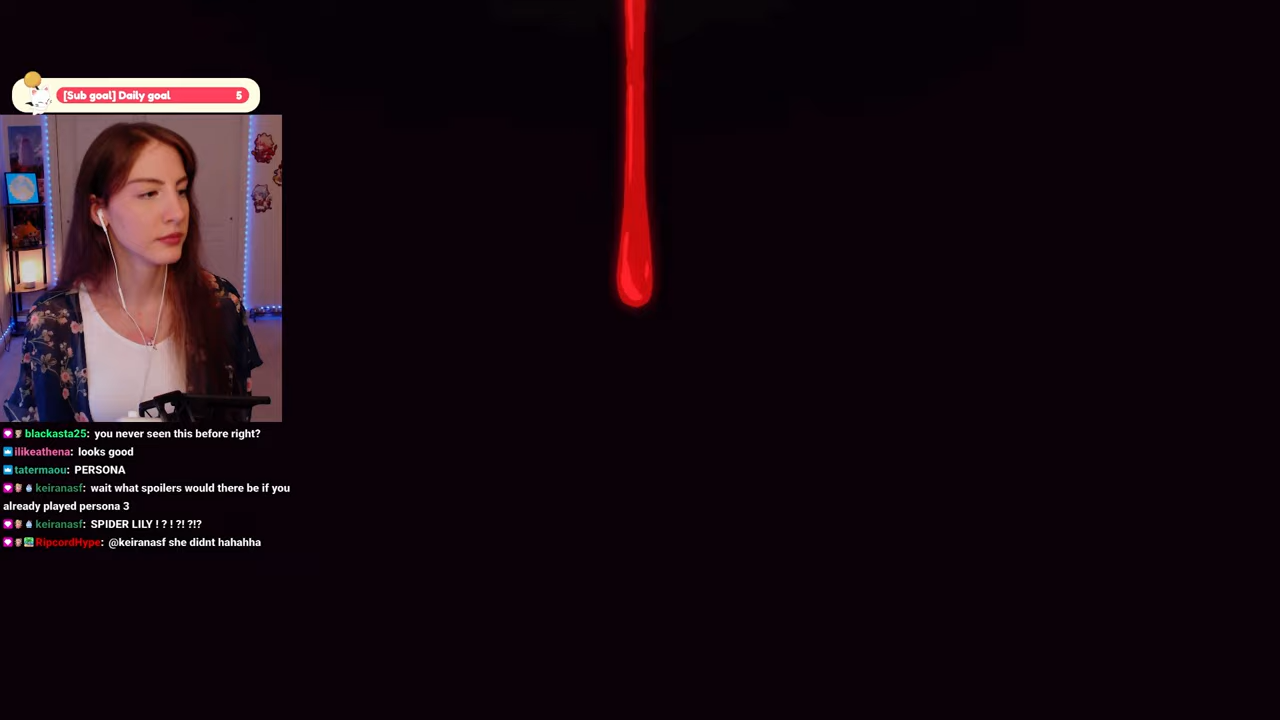 [Sub goal] Daily goal 5
blackasta25: you never seen this before right?
ilikeathena: looks good
tatermaou: PERSONA
keiranasf: wait what spoilers would there be if you
already played persona 3
keiranasf: SPIDER LILY ! ? ! ?! ?!?
RipcordHype: @keiranasf she didnt hahahha